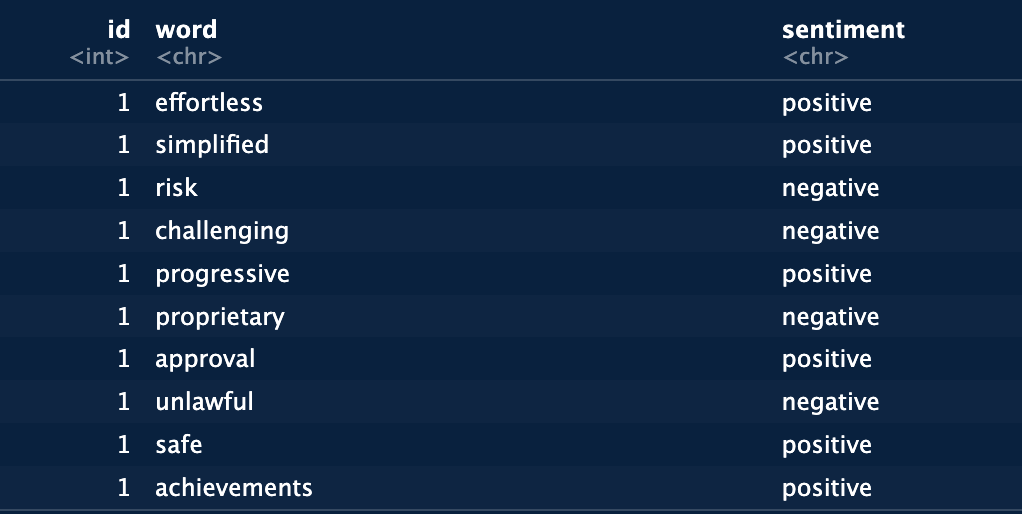 id word sentiment
<int> <chr> <chr>
1 effortless positive
1 simplified positive
1 risk negative
1 challenging negative
1 progressive positive
1 proprietary negative
1 approval positive
1 unlawful negative
1 safe positive
1 achievements positive